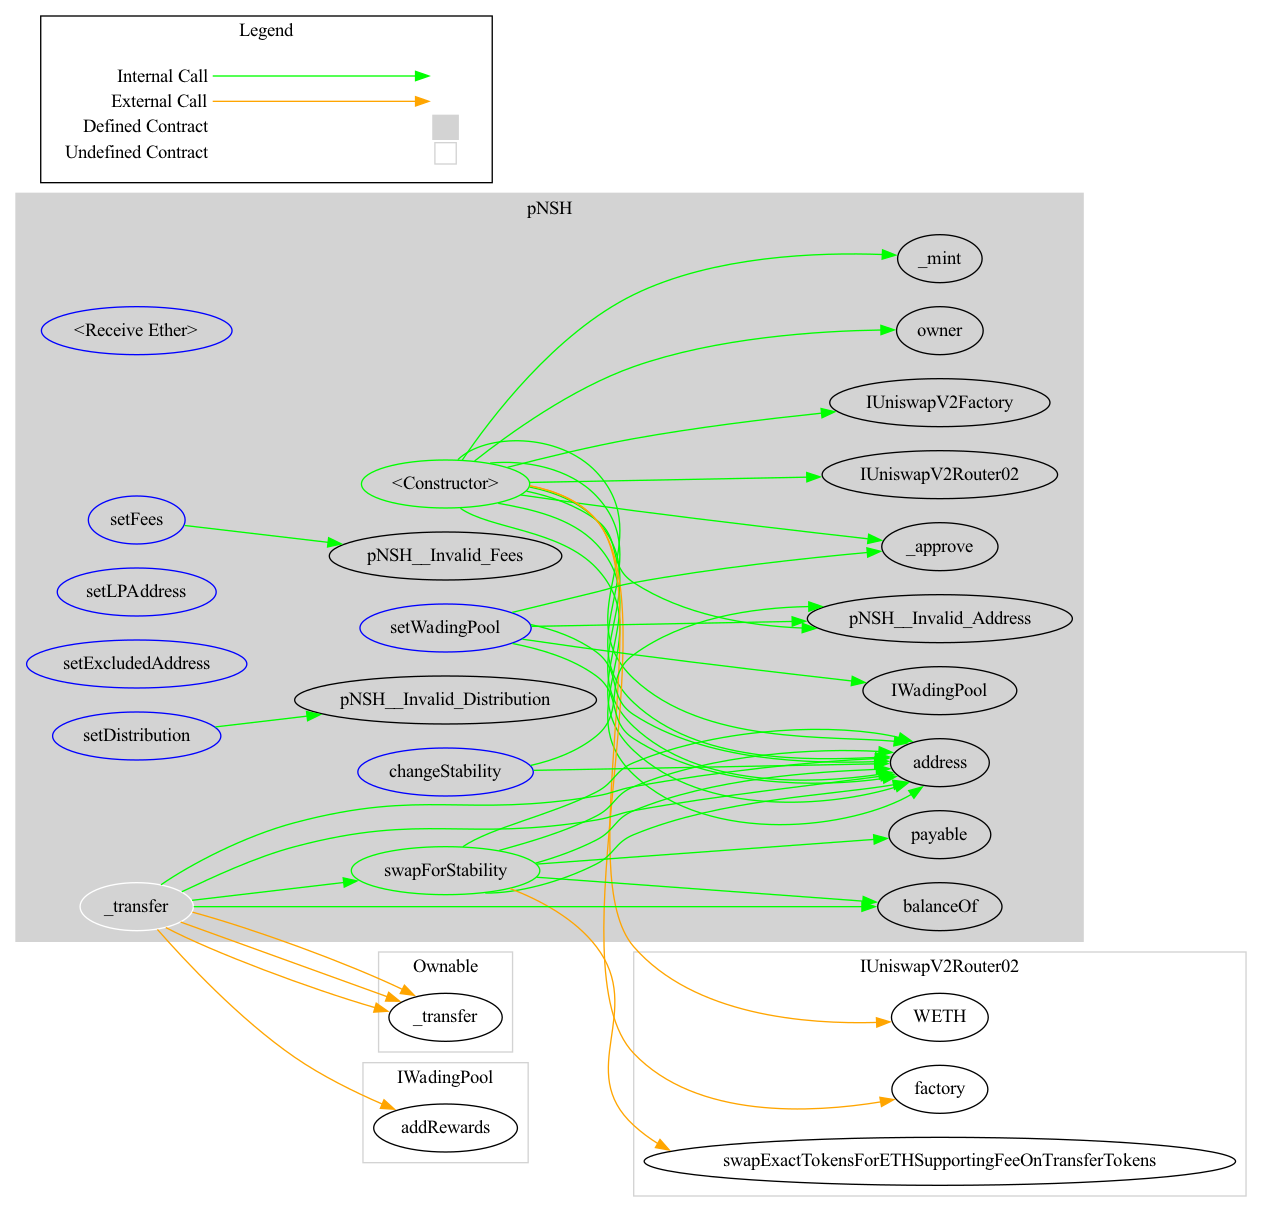 Legend
Internal Call
External Call
Defined Contract
Undefined Contract
pNSH
_mint
<Receive Ether>
owner
IUniswapV2Factory
<Constructor>
IUniswapV2Router02
setFees
_approve
pNSH__Invalid_Fees
setLPAddress
pNSH__Invalid_Address
setWadingPool
setExcludedAddress
IWadingPool
pNSH__Invalid_Distribution
setDistribution
address
changeStability
payable
swapForStability
_transfer
balanceOf
Ownable
IUniswapV2Router02
_transfer
WETH
IWadingPool
factory
addRewards
swapExactTokensForETHSupportingFeeOnTransferTokens